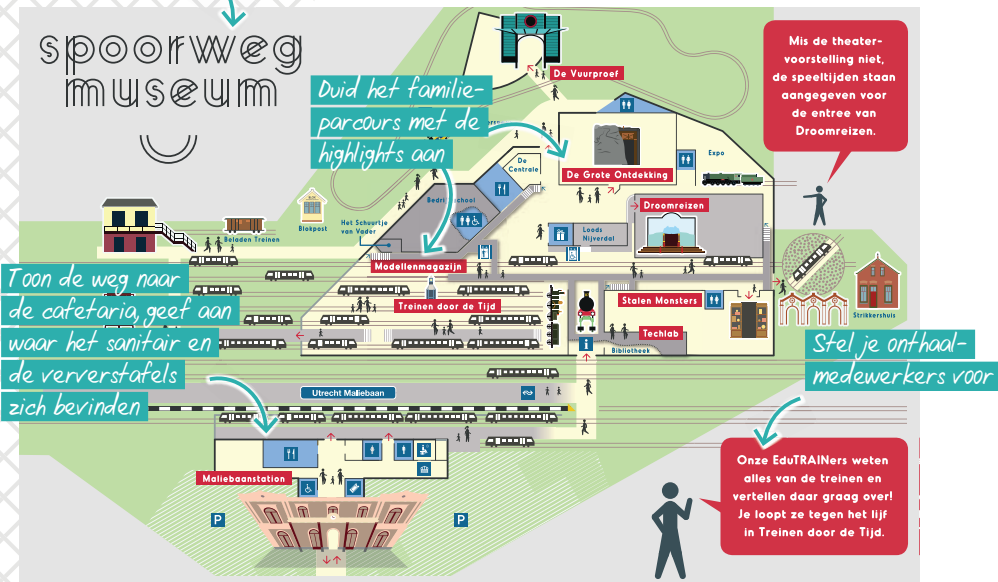 spoorweg
museum
Duid het familie-
parcours met de
highlights aan
Mis de theater-
voorstelling niet,
de speeltijden staan
aangegeven voor
de entree van
Droomreizen.
De Vuurproef
De
Centrale
De Grote Ontdekking
Expo
Droomreizen
Loods
Nijverdal
Het Schuurtje
van Vader
Blokpost
Beladen Treinen
Modellenmagazijn
Treinen door de Tijd
Stalen Monsters
Techlab
Bibliotheek
i
Strikkershuis
Toon de weg naar
de cafetaria, geef aan
waar het sanitair en
de ververstafels
zich bevinden
Stel je onthaal-
medewerkers voor
Utrecht Maliebaan
Maliebaanstation
P
P
Onze EduTRAINers weten
alles van de treinen en
vertellen daar graag over!
Je loopt ze tegen het lijf
in Treinen door de Tijd.